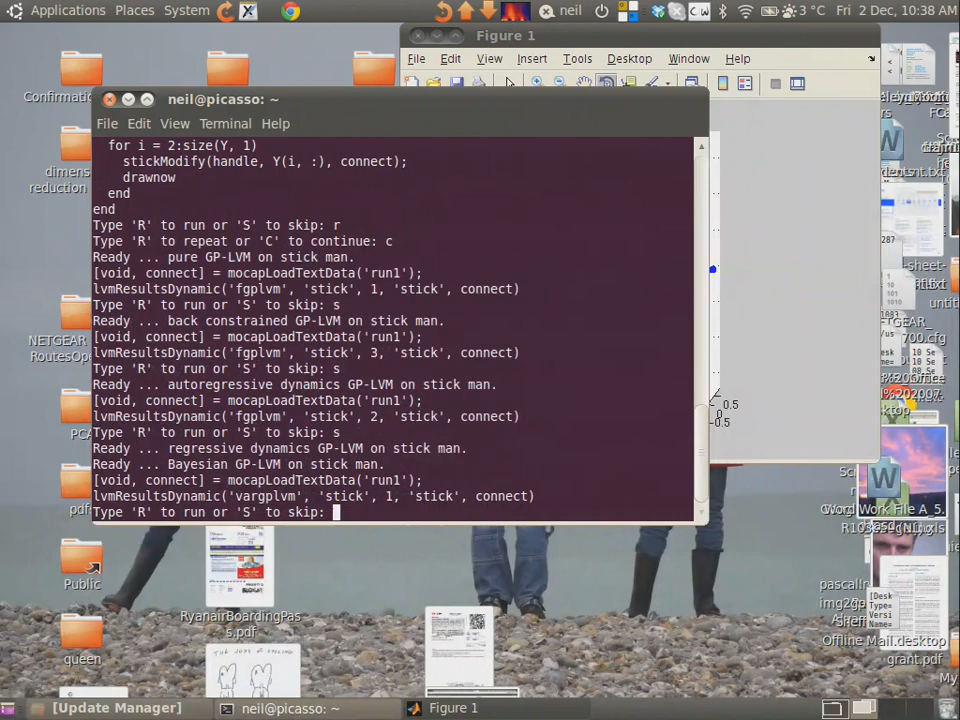 Applications Places System neil 3 °C Fri 2 Dec, 10:38 AM
Figure 1
File Edit View Insert Tools Desktop Window Help
neil@picasso: ~
File Edit View Terminal Help
for i = 2:size(Y, 1)
stickModify(handle, Y(i, :), connect);
drawnow
end
end
Type 'R' to run or 'S' to skip: r
Type 'R' to repeat or 'C' to continue: c
Ready ... pure GP-LVM on stick man.
[void, connect] = mocapLoadTextData('run1');
lvmResultsDynamic('fgplvm', 'stick', 1, 'stick', connect)
Type 'R' to run or 'S' to skip: s
Ready ... back constrained GP-LVM on stick man.
[void, connect] = mocapLoadTextData('run1');
lvmResultsDynamic('fgplvm', 'stick', 3, 'stick', connect)
Type 'R' to run or 'S' to skip: s
Ready ... autoregressive dynamics GP-LVM on stick man.
[void, connect] = mocapLoadTextData('run1');
lvmResultsDynamic('fgplvm', 'stick', 2, 'stick', connect)
Type 'R' to run or 'S' to skip: s
Ready ... regressive dynamics GP-LVM on stick man.
Ready ... Bayesian GP-LVM on stick man.
[void, connect] = mocapLoadTextData('run1');
lvmResultsDynamic('vargplvm', 'stick', 1, 'stick', connect)
Type 'R' to run or 'S' to skip:
0.5
0
-0.5
Confirmation
dimens
reduction
NETGEAR
RoutesOpe
PCA
pdf
Public
queen
RyanairBoardingPas
s.pdf
Offline Mail.desktop
grant.pdf
My
[Update Manager]
neil@picasso: ~
Figure 1